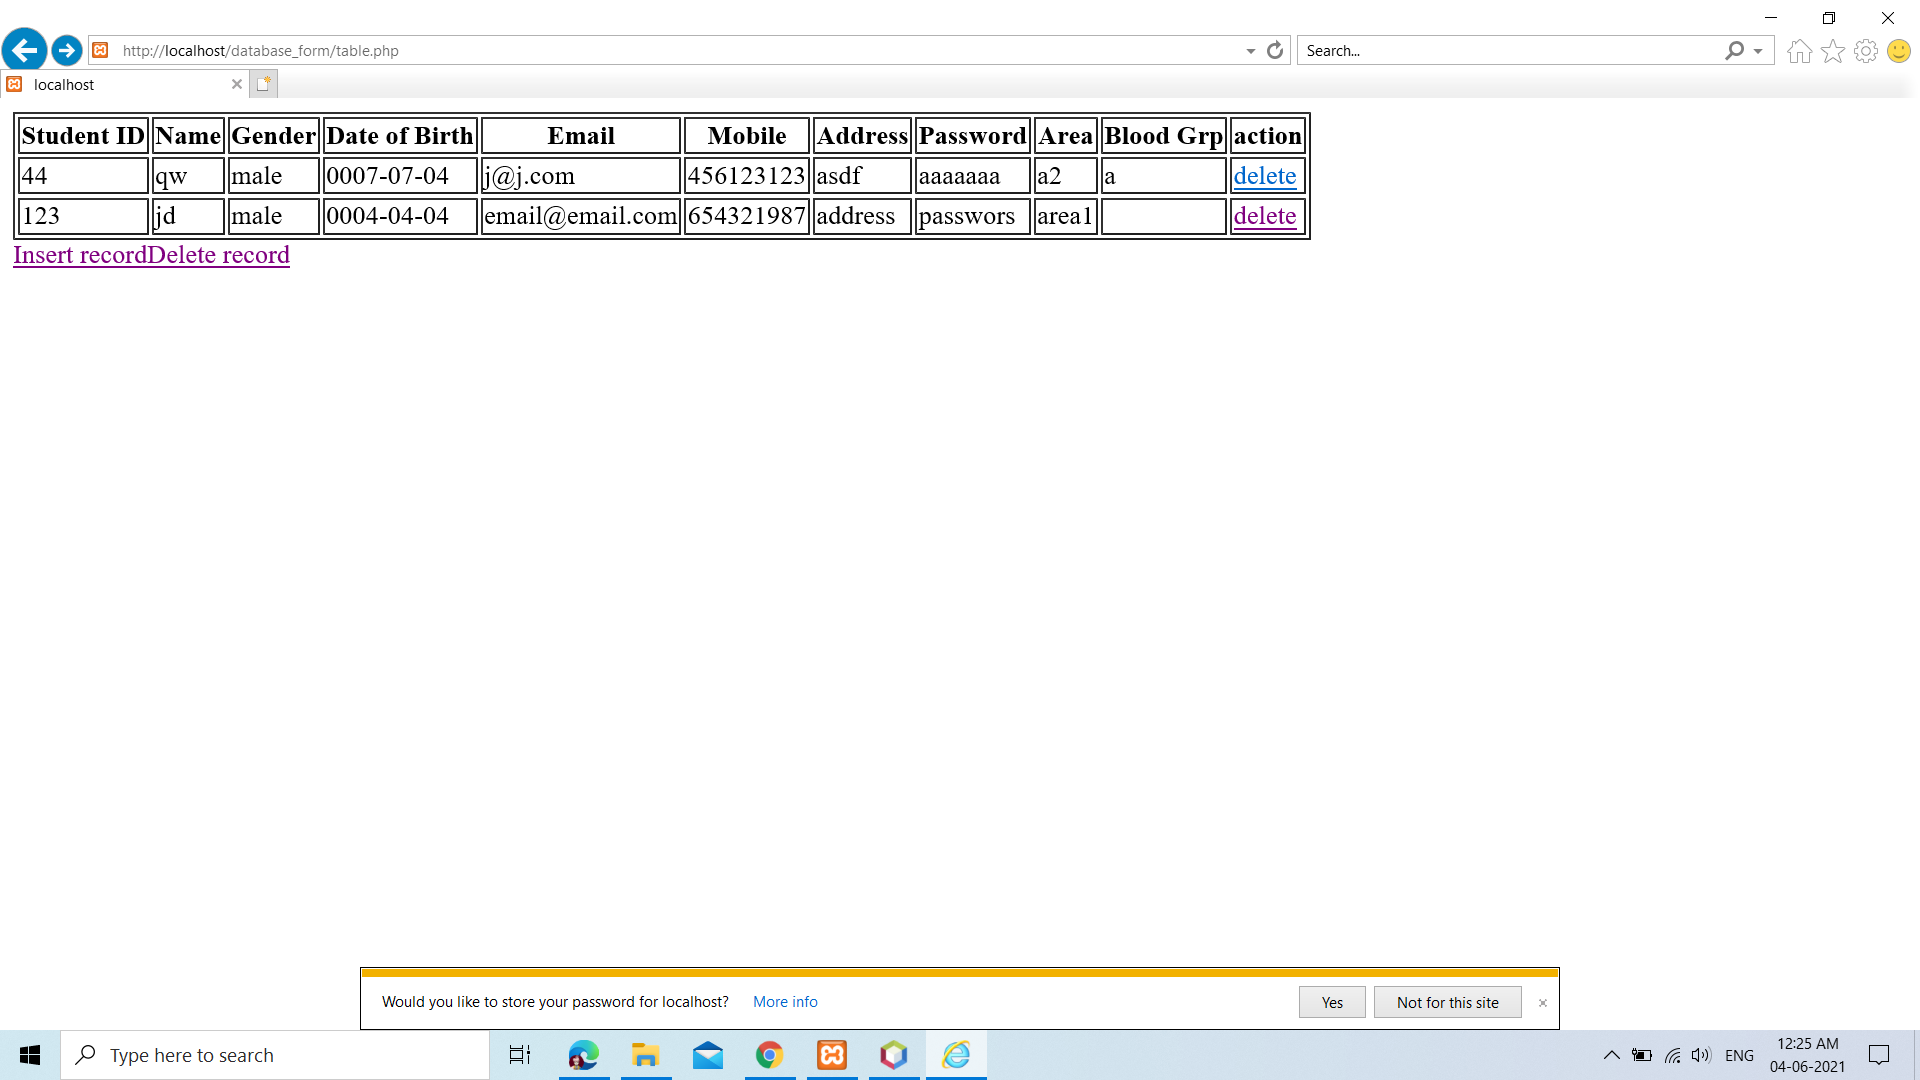 http://localhost/database_form/table.php
Search...
localhost
Student ID Name Gender Date of Birth Email Mobile Address Password Area Blood Grp action
44 qw male 0007-07-04 j@j.com 456123123 asdf aaaaaaa a2 a delete
123 jd male 0004-04-04 email@email.com 654321987 address passwors area1 delete
Insert recordDelete record
Would you like to store your password for localhost? More info Yes Not for this site
Type here to search
ENG
12:25 AM
04-06-2021